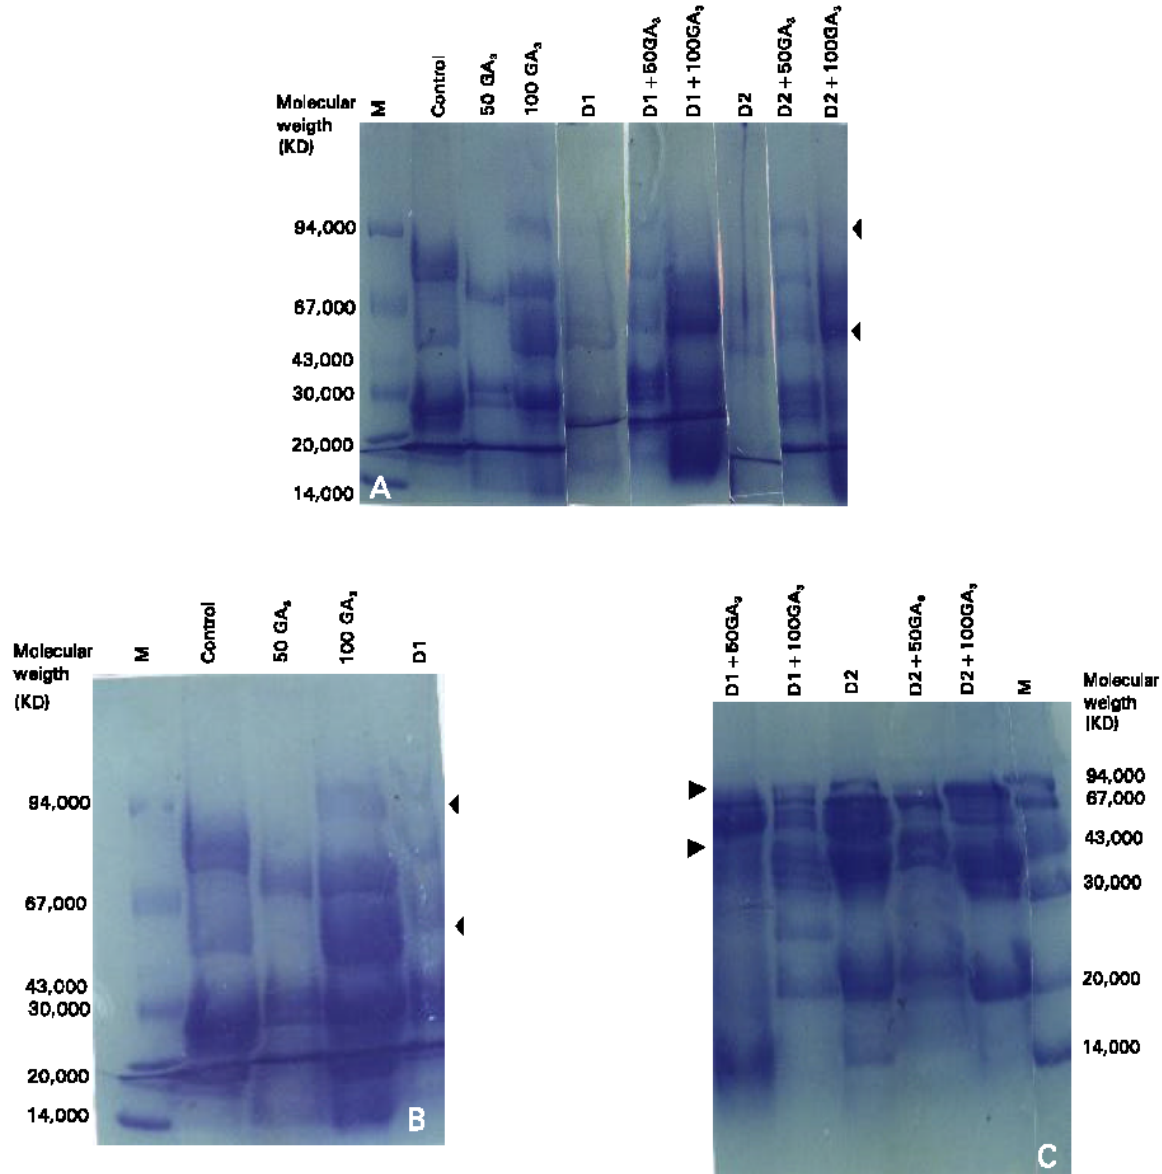 Molecular
weigth
(KD)
M
Control
50 GA₃
100 GA₃
D1
D1 + 50GA₃
D1 + 100GA₃
D2
D2 + 50GA₃
D2 + 100GA₃
94,000
67,000
43,000
30,000
20,000
14,000
A
Molecular
weigth
(KD)
M
Control
50 GA₃
100 GA₃
D1
94,000
67,000
43,000
30,000
20,000
14,000
B
D1 + 50GA₃
D1 + 100GA₃
D2
D2 + 50GA₃
D2 + 100GA₃
M
Molecular
weigth
(KD)
94,000
67,000
43,000
30,000
20,000
14,000
C